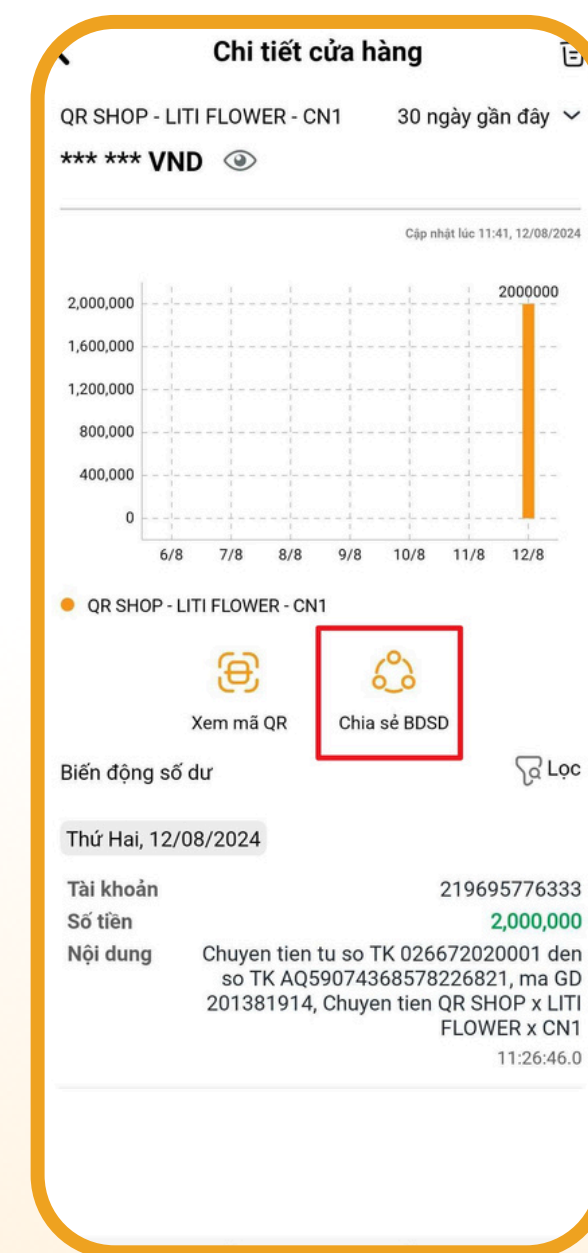 Chi tiết cửa hàng
QR SHOP - LITI FLOWER - CN1 30 ngày gần đây
*** *** VND
Cập nhật lúc 11:41, 12/08/2024
2000000
2,000,000
1,600,000
1,200,000
800,000
400,000
0
6/8 7/8 8/8 9/8 10/8 11/8 12/8
QR SHOP - LITI FLOWER - CN1
Xem mã QR Chia sẻ BDSD
Biến động số dư Lọc
Thứ Hai, 12/08/2024
Tài khoản 219695776333
Số tiền 2,000,000
Nội dung Chuyen tien tu so TK 026672020001 den
so TK AQ59074368578226821, ma GD
201381914, Chuyen tien QR SHOP x LITI
FLOWER x CN1
11:26:46.0